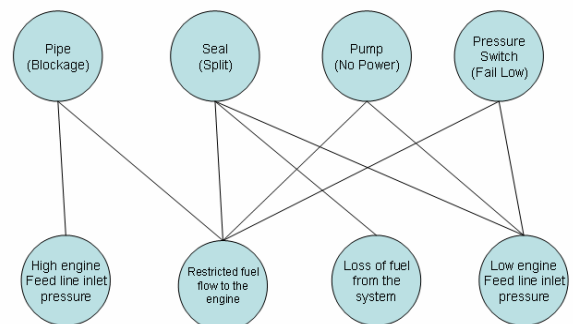 Pipe
(Blockage)
Seal
(Split)
Pump
(No Power)
Pressure
Switch
(Fail Low)
High engine
Feed line inlet
pressure
Restricted fuel
flow to the
engine
Loss of fuel
from the
system
Low engine
Feed line inlet
pressure